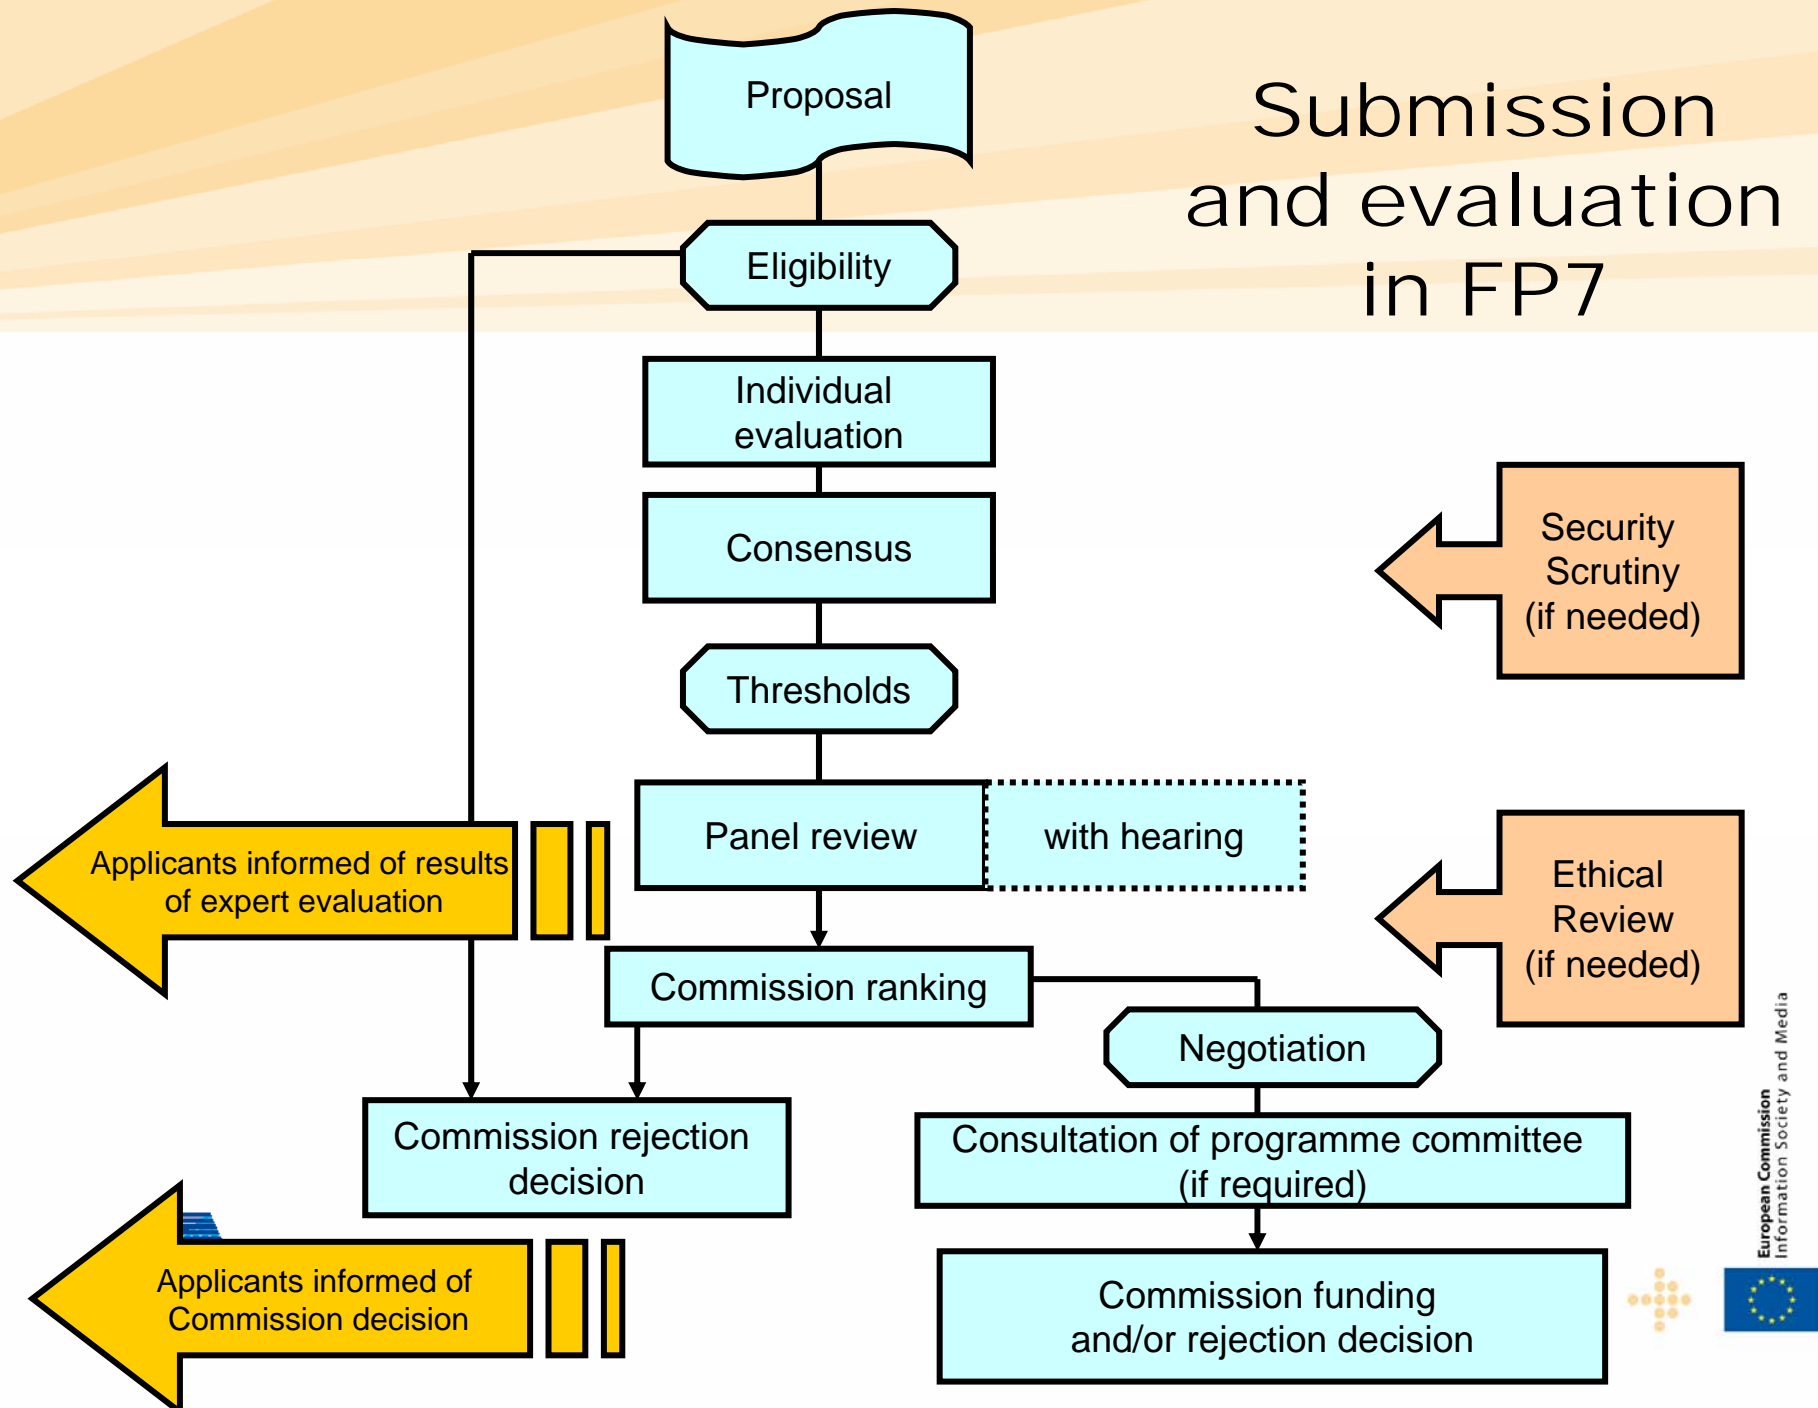 Submission
and evaluation
in FP7
Proposal
Eligibility
Individual
evaluation
Consensus
Security
Scrutiny
(if needed)
Thresholds
Panel review
with hearing
Applicants informed of results
of expert evaluation
Ethical
Review
(if needed)
Commission ranking
Negotiation
Commission rejection
decision
Consultation of programme committee
(if required)
Applicants informed of
Commission decision
Commission funding
and/or rejection decision
European Commission
Information Society and Media